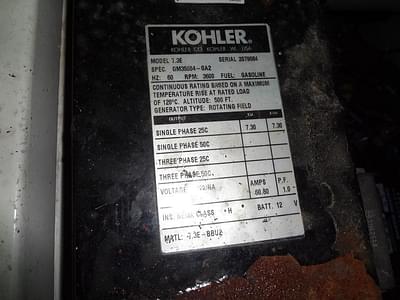 KOHLER
KOHLER CO. KOHLER WI. USA
MODEL 7.3E SERIAL
SPEC GM35684-GA2
HZ: 60 RPM: 3600 FUEL: GASOLINE
CONTINUOUS RATING BASED ON A MAXIMUM
TEMPERATURE RISE AT RATED LOAD
OF 120°C. ALTITUDE: 500 FT.
GENERATOR TYPE: ROTATING FIELD
OUTPUT
SINGLE PHASE 25C 7.30 7.30
SINGLE PHASE 50C
THREE PHASE 25C
THREE PHASE 50C
VOLTAGE AMPS P.F.
60.80 1.0
INS. CLASS H BATT. 12 V
MATL: